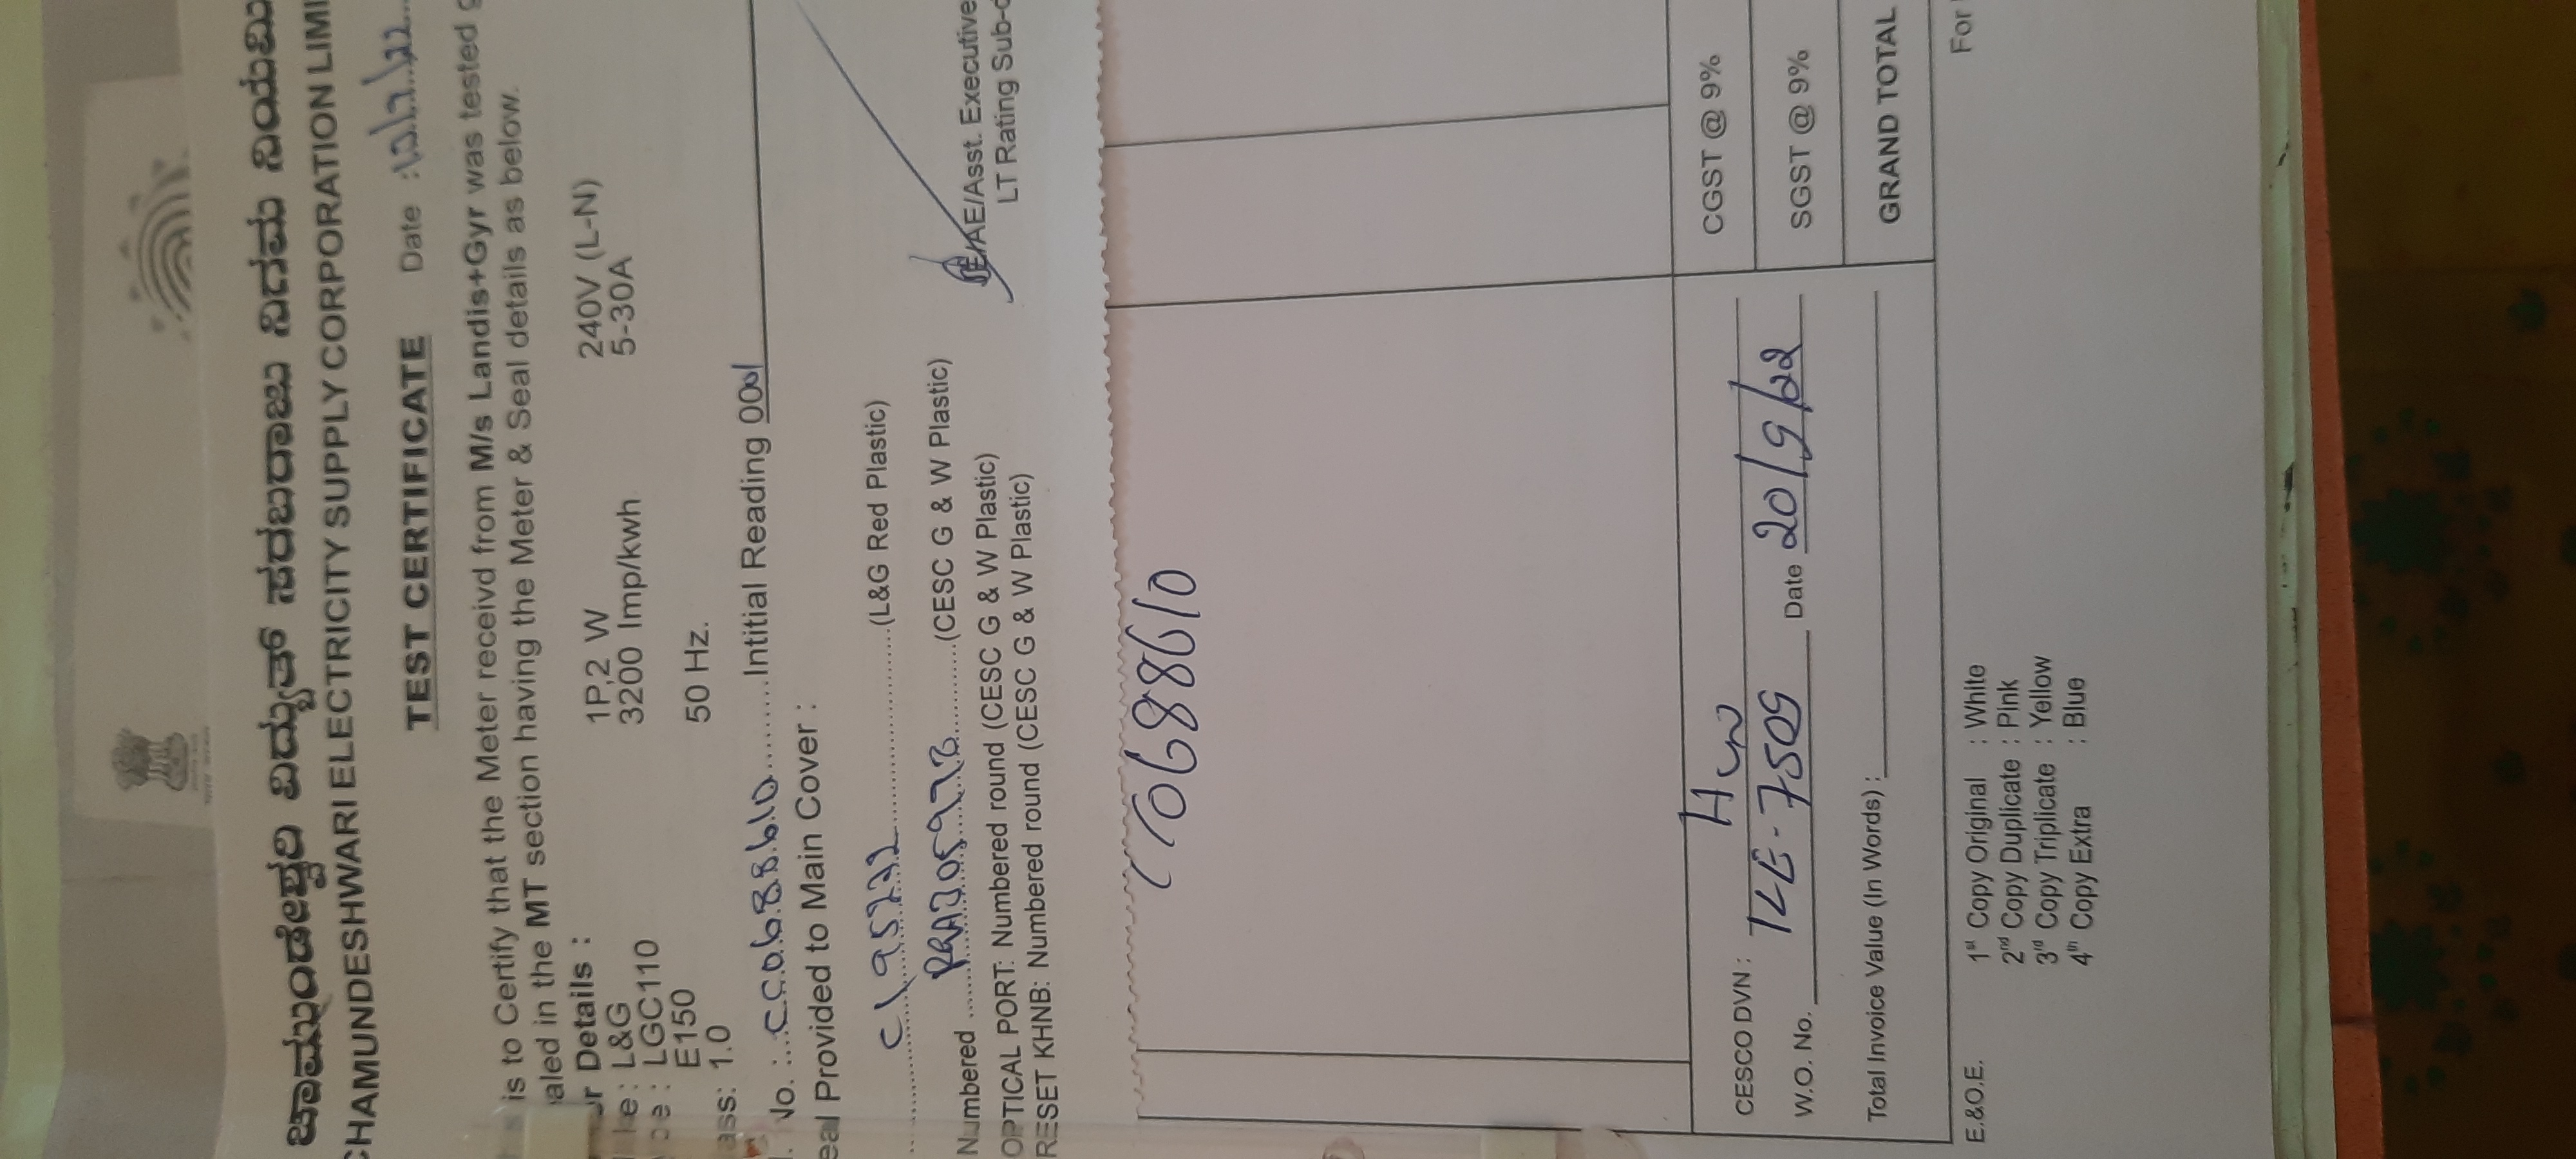 ಚಾಮುಂಡೇಶ್ವರಿ ವಿದ್ಯುತ್ ಸರಬರಾಜು ನಿಗಮ ನಿಯಮಿ
CHAMUNDESHWARI ELECTRICITY SUPPLY CORPORATION LIMI
TEST CERTIFICATE Date :
is to Certify that the Meter receivd from M/s Landis+Gyr was tested
aled in the MT section having the Meter & Seal details as below.
r Details :
e : L&G 1P,2 W 240V (L-N)
pe : LGC110 3200 Imp/kwh 5-30A
E150
ass: 1.0 50 Hz.
No. : CC0688610 Intitial Reading 0001
eal Provided to Main Cover :
C195722 (L&G Red Plastic)
Numbered (CESC G & W Plastic)
OPTICAL PORT: Numbered round (CESC G & W Plastic)
RESET KHNB: Numbered round (CESC G & W Plastic)
AE/Asst. Executive
LT Rating Sub-
CC0688610
CESCO DVN :
W.O. No. Date 20/9/22
Total Invoice Value (In Words) :
CGST @ 9%
SGST @ 9%
GRAND TOTAL
E.&O.E. 1st Copy Original : White
2nd Copy Duplicate : Pink
3rd Copy Triplicate : Yellow
4th Copy Extra : Blue
For